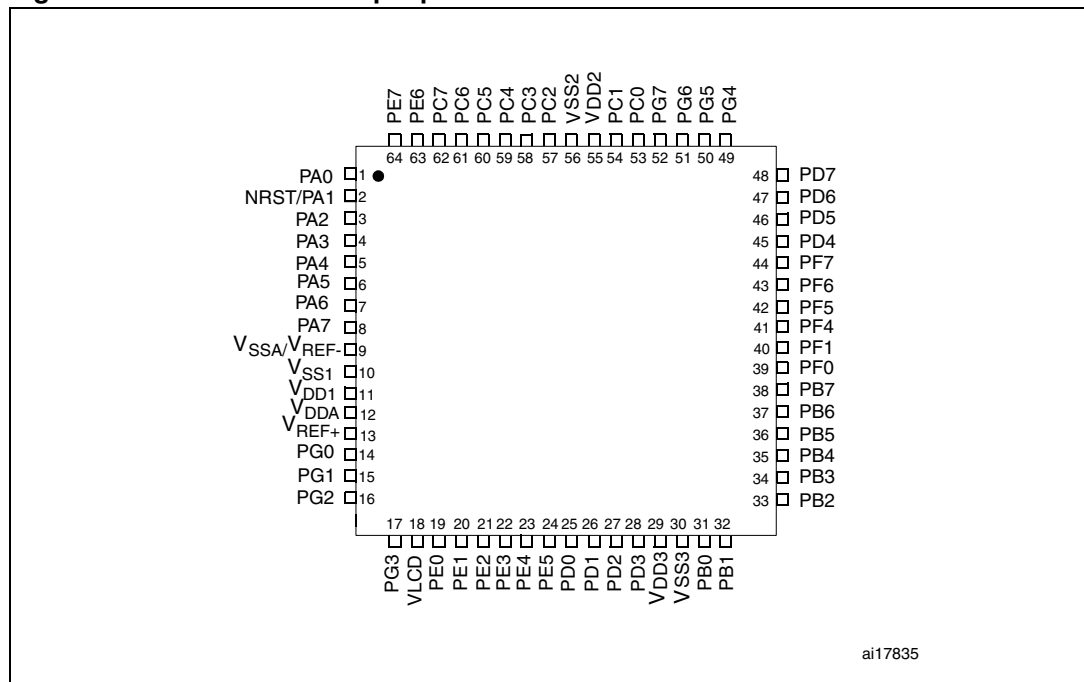 PE7 PE6 PC7 PC6 PC5 PC4 PC3 PC2 VSS2 VDD2 PC1 PC0 PG7 PG6 PG5 PG4
64 63 62 61 60 59 58 57 56 55 54 53 52 51 50 49
PA0 1 48 PD7
NRST/PA1 2 47 PD6
PA2 3 46 PD5
PA3 4 45 PD4
PA4 5 44 PF7
PA5 6 43 PF6
PA6 7 42 PF5
PA7 8 41 PF4
VSSA/VREF- 9 40 PF1
VSS1 10 39 PF0
VDD1 11 38 PB7
VDDA 12 37 PB6
VREF+ 13 36 PB5
PG0 14 35 PB4
PG1 15 34 PB3
PG2 16 33 PB2
17 18 19 20 21 22 23 24 25 26 27 28 29 30 31 32
PG3 VLCD PE0 PE1 PE2 PE3 PE4 PE5 PD0 PD1 PD2 PD3 VDD3 VSS3 PB0 PB1
ai17835